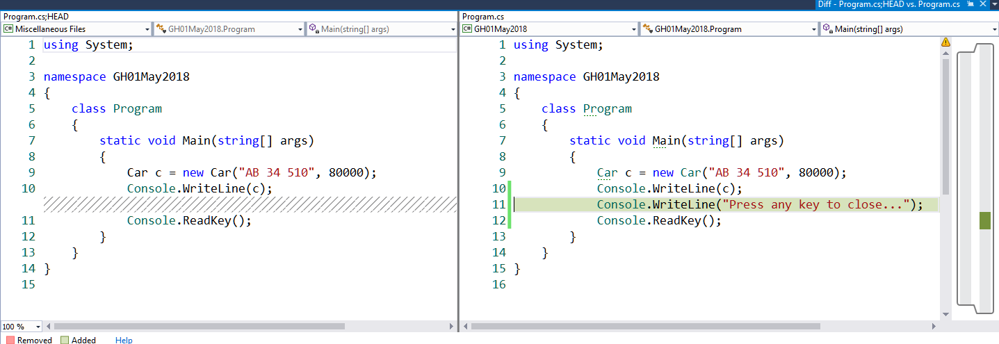 Diff - Program.cs;HEAD vs. Program.cs
Program.cs;HEAD
C# Miscellaneous Files GH01May2018.Program Main(string[] args)
1 using System;
2
3 namespace GH01May2018
4 {
5 class Program
6 {
7 static void Main(string[] args)
8 {
9 Car c = new Car("AB 34 510", 80000);
10 Console.WriteLine(c);
11 Console.ReadKey();
12 }
13 }
14 }
15
100 %
Removed Added Help
Program.cs
C# GH01May2018 GH01May2018.Program Main(string[] args)
1 using System;
2
3 namespace GH01May2018
4 {
5 class Program
6 {
7 static void Main(string[] args)
8 {
9 Car c = new Car("AB 34 510", 80000);
10 Console.WriteLine(c);
11 Console.WriteLine("Press any key to close...");
12 Console.ReadKey();
13 }
14 }
15 }
16